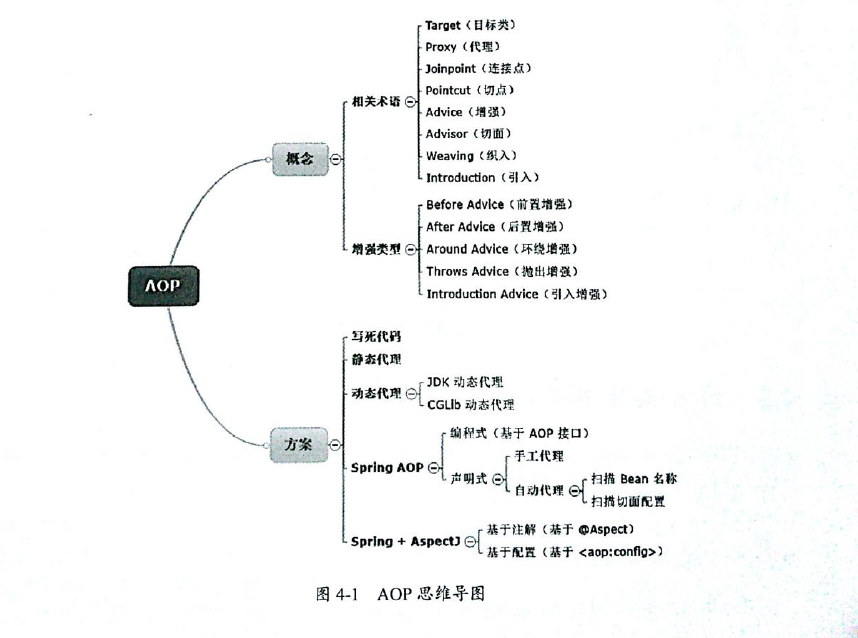 AOP
概念
相关术语
Target（目标类）
Proxy（代理）
Joinpoint（连接点）
Pointcut（切点）
Advice（增强）
Advisor（切面）
Weaving（织入）
Introduction（引入）
增强类型
Before Advice（前置增强）
After Advice（后置增强）
Around Advice（环绕增强）
Throws Advice（抛出增强）
Introduction Advice（引入增强）
方案
写死代码
静态代理
动态代理
JDK 动态代理
CGLib 动态代理
Spring AOP
编程式（基于 AOP 接口）
声明式
手工代理
自动代理
扫描 Bean 名称
扫描切面配置
Spring + AspectJ
基于注解（基于 @Aspect）
基于配置（基于 <aop:config>）
图 4-1 AOP 思维导图